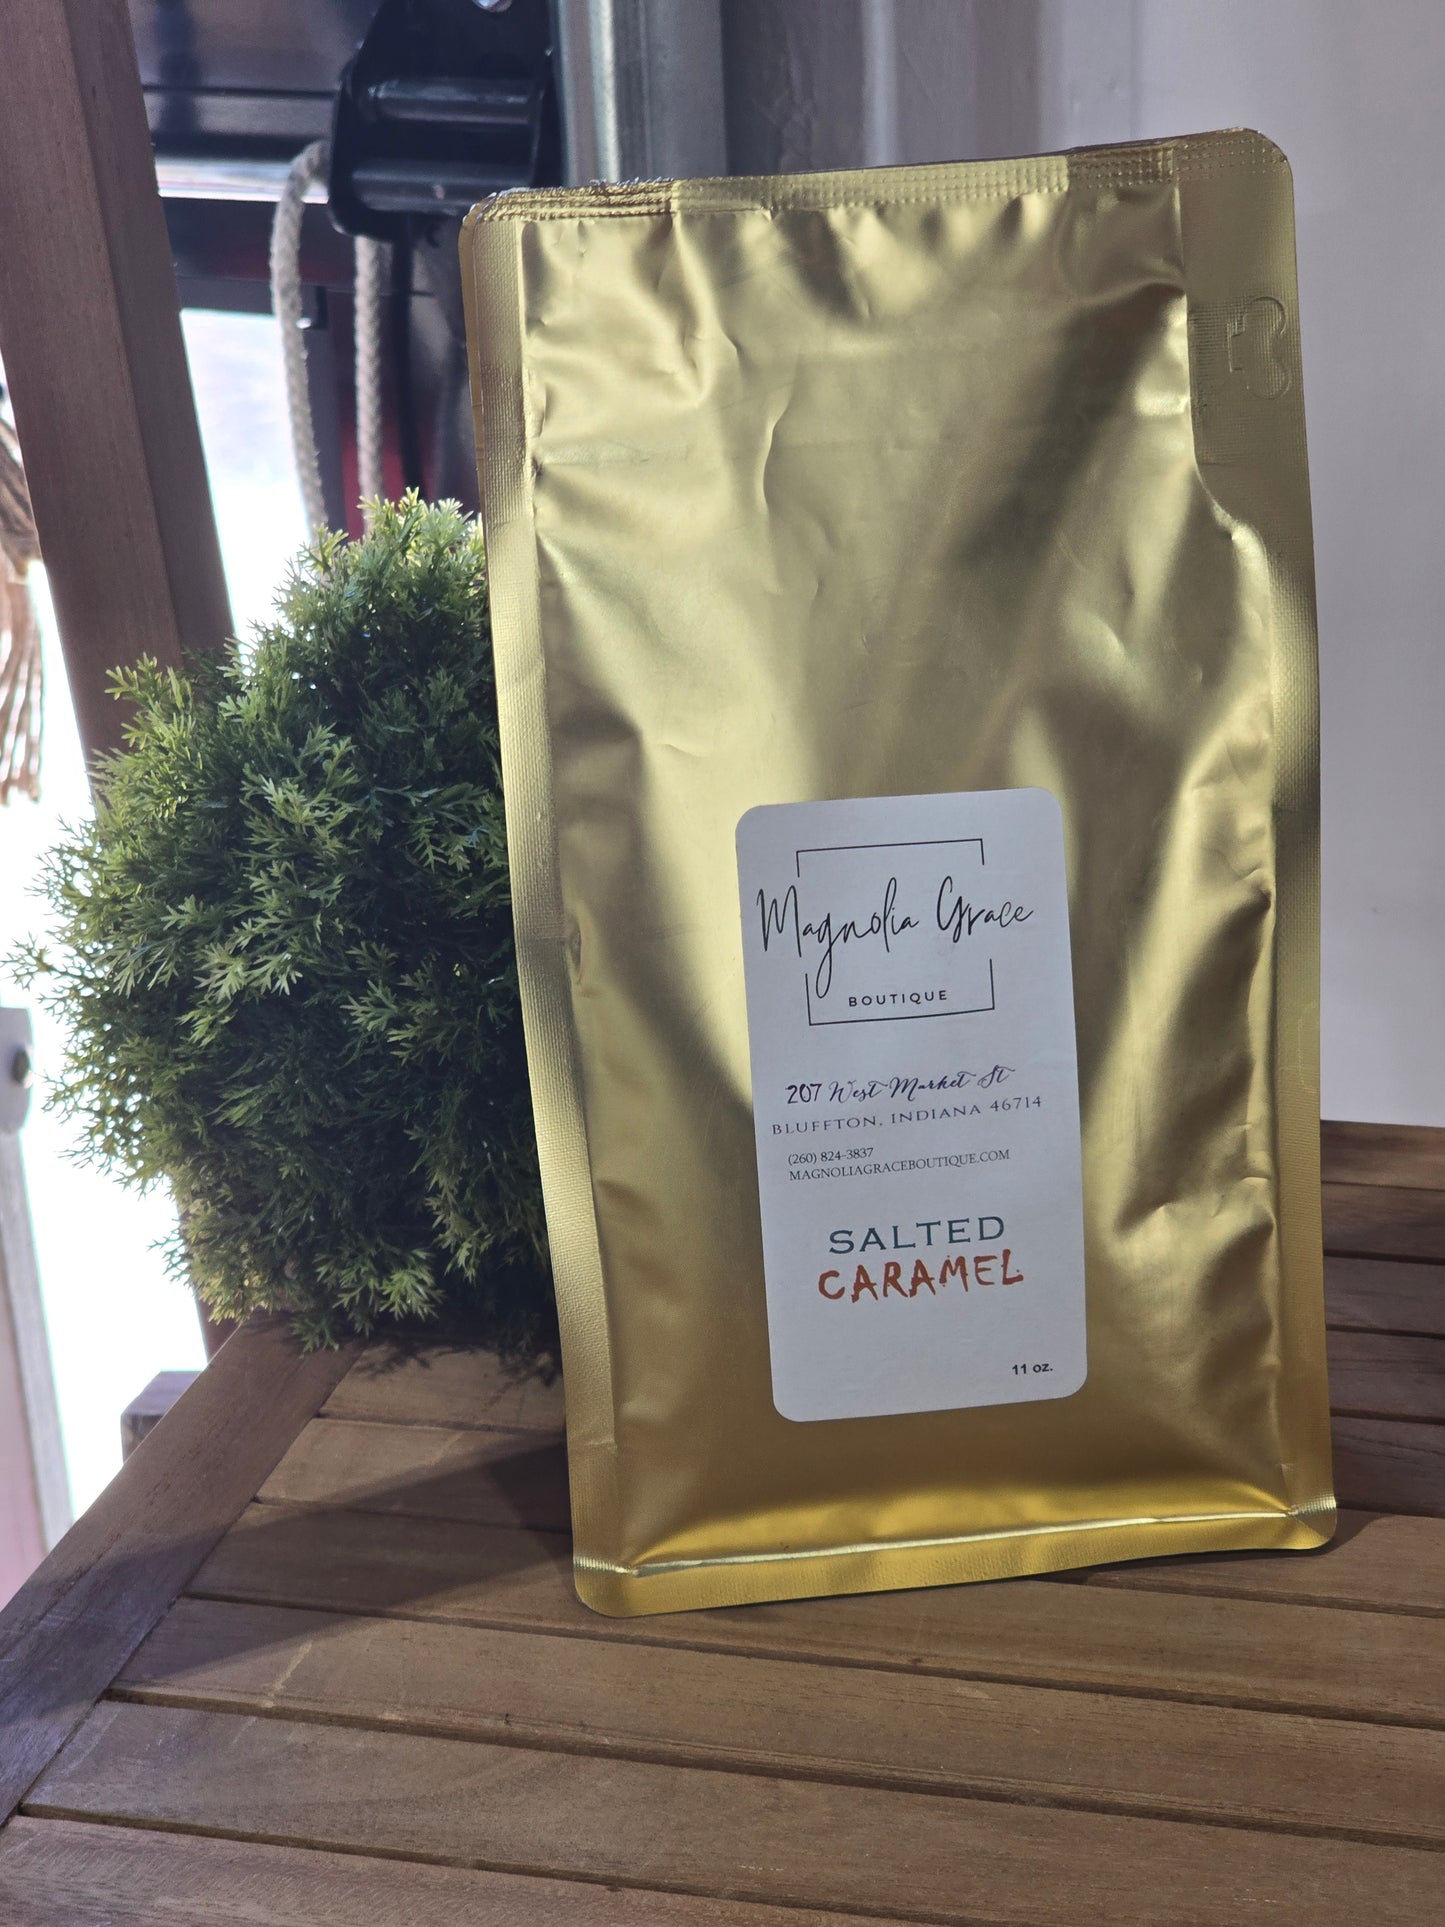 Magnolia Grace
BOUTIQUE
207 West Market St
BLUFFTON, INDIANA 46714
(260) 824-3837
MAGNOLIAGRACEBOUTIQUE.COM
SALTED
CARAMEL
11 oz.